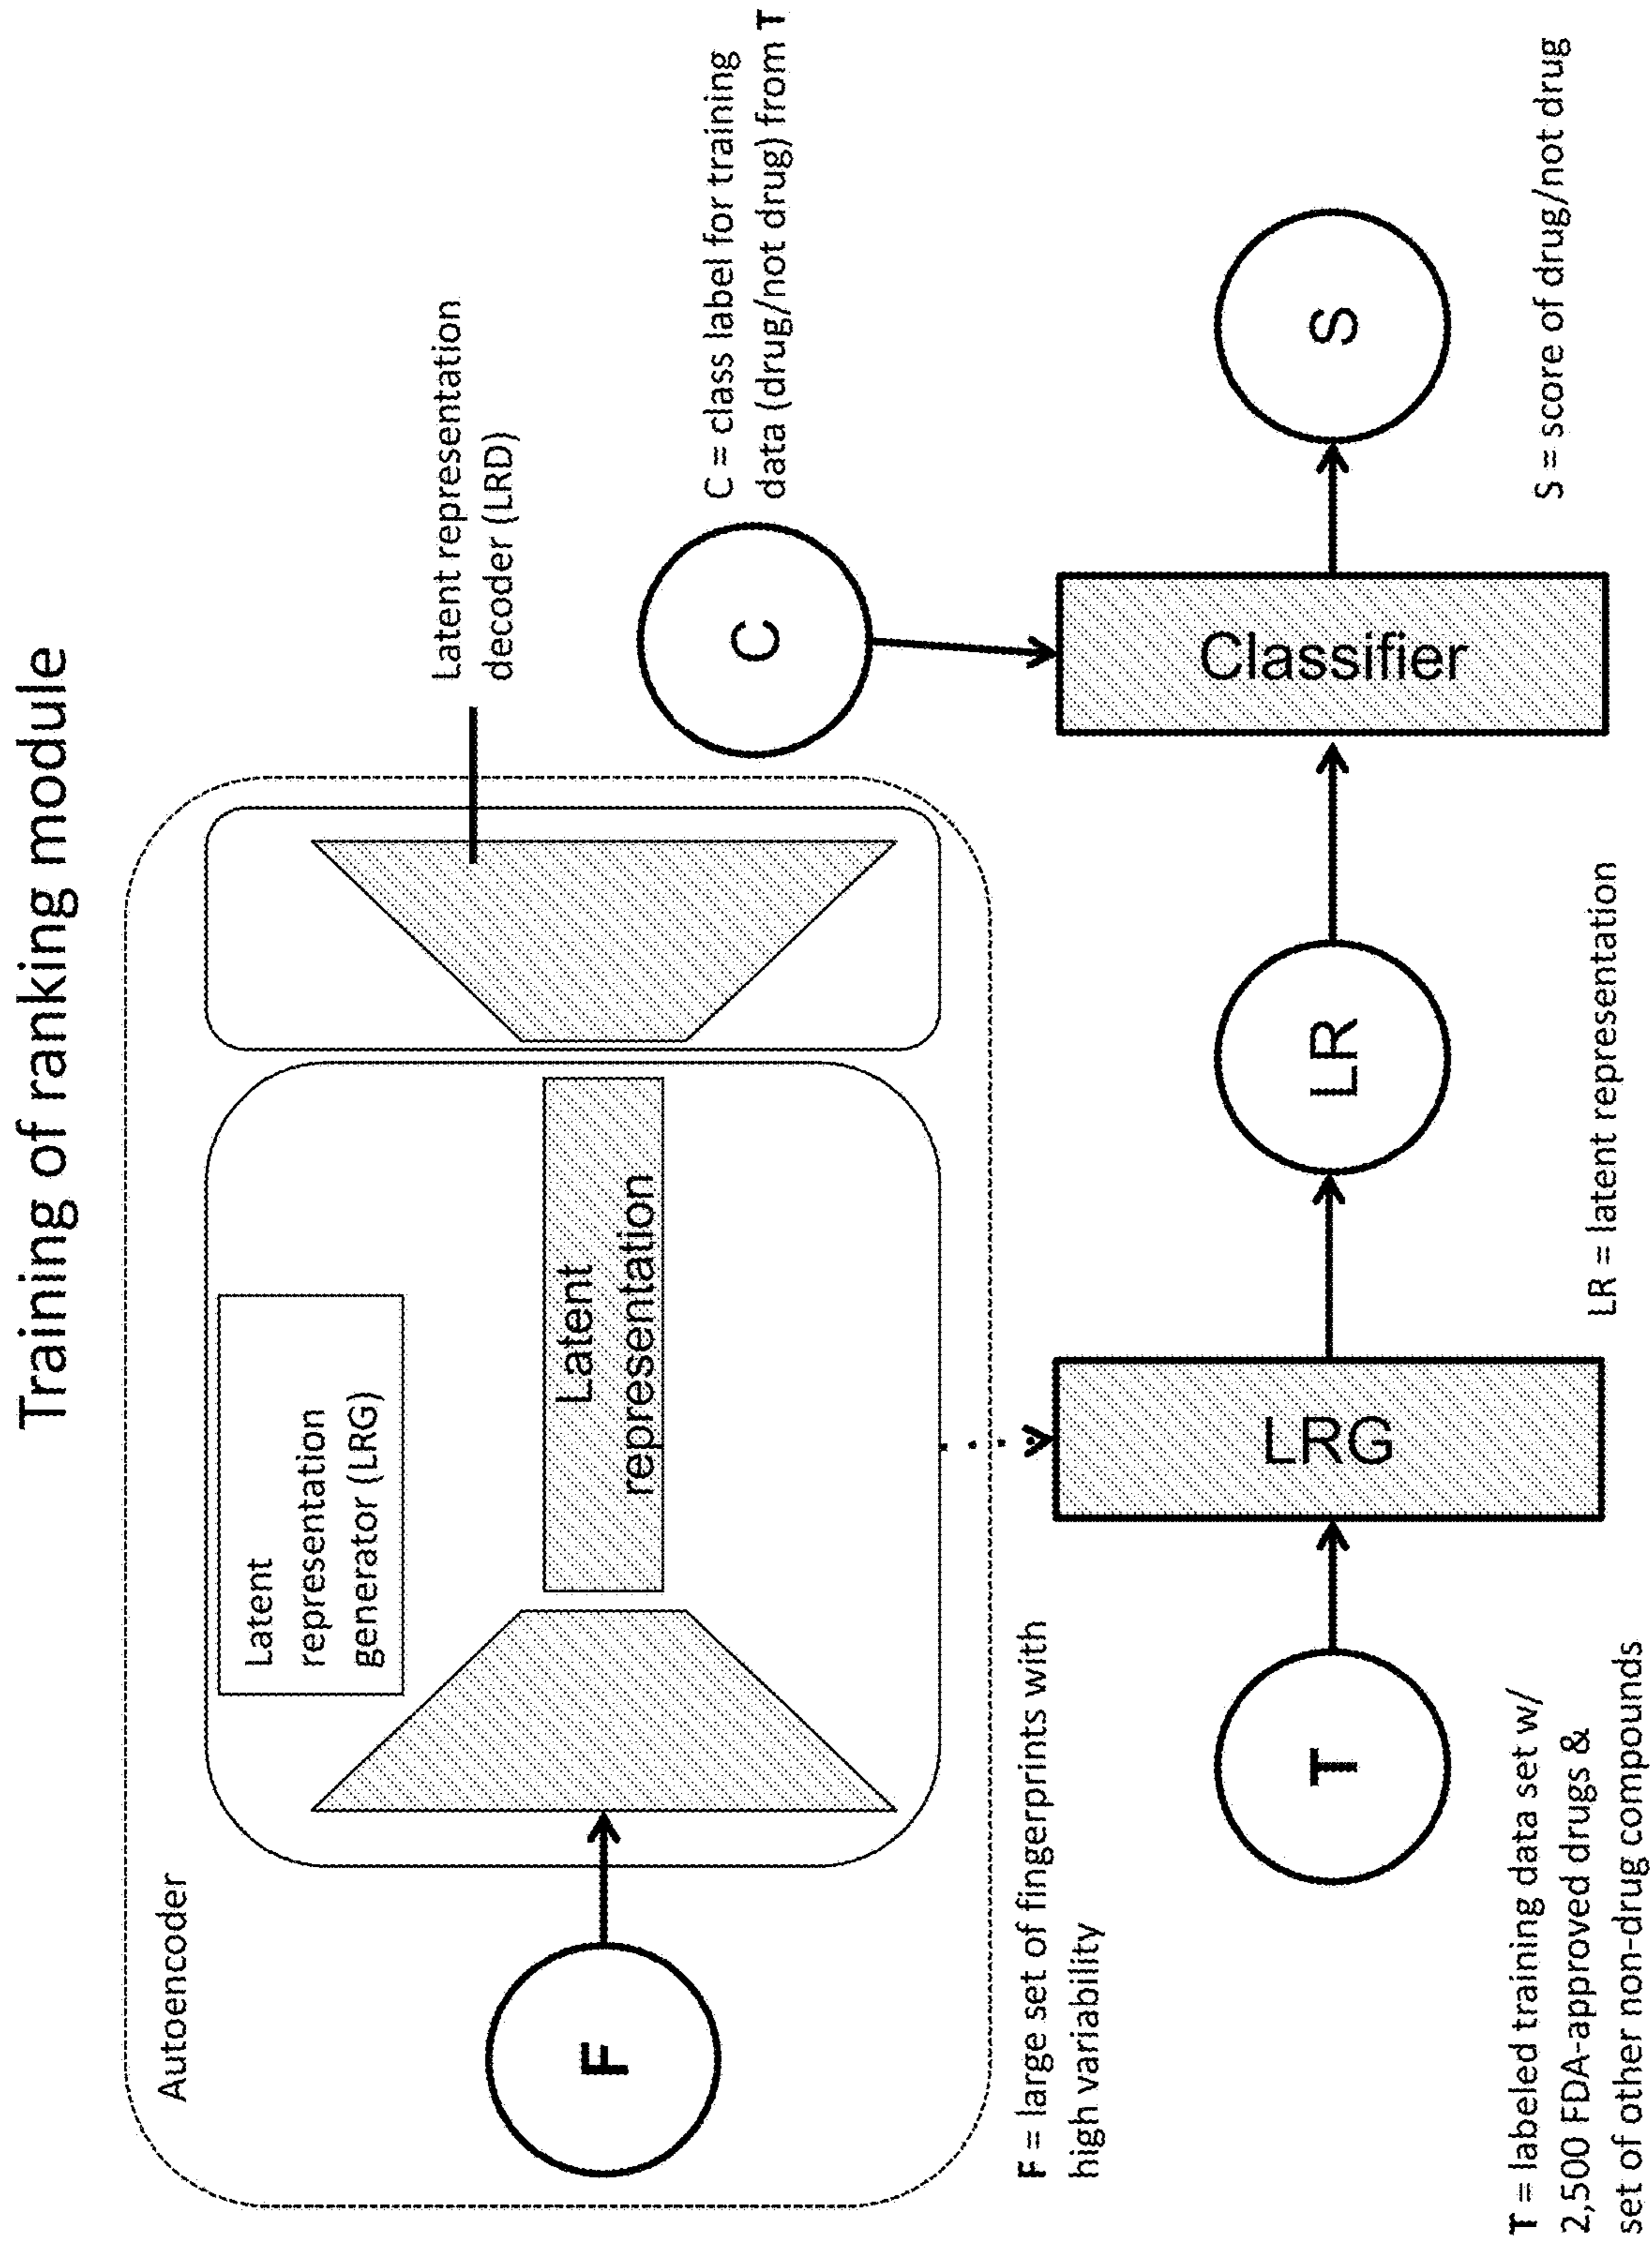 Training of ranking module
Autoencoder
Latent
representation
generator (LRG)
Latent representation
decoder (LRD)
F
Latent
representation
C
C = class label for training
data (drug/not drug) from T
F = large set of fingerprints with
high variability
T
LRG
LR
Classifier
S
T = labeled training data set w/
2,500 FDA-approved drugs &
set of other non-drug compounds
LR = latent representation
S = score of drug/not drug